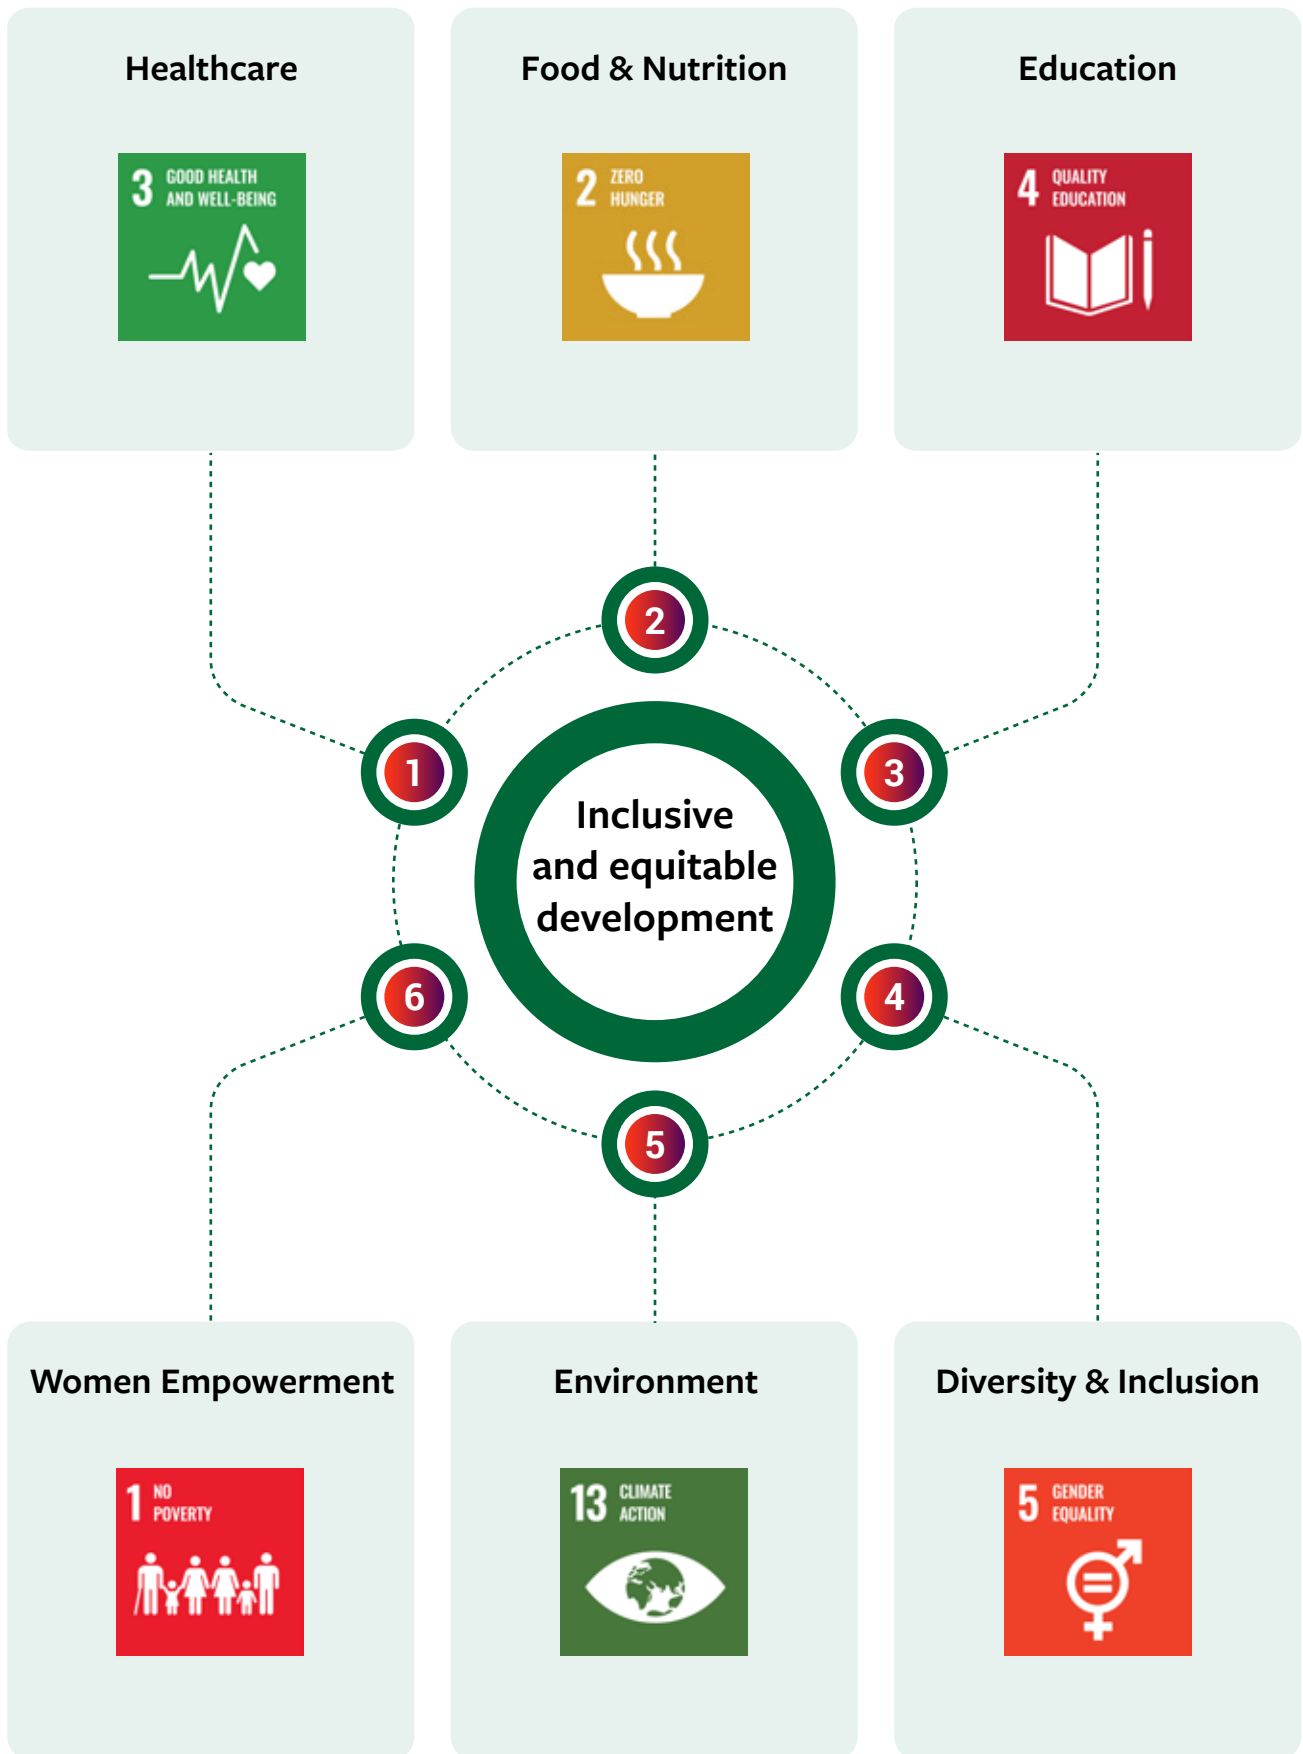 Healthcare
3 GOOD HEALTH
AND WELL-BEING
Food & Nutrition
2 ZERO
HUNGER
Education
4 QUALITY
EDUCATION
2
1
3
Inclusive
and equitable
development
6
4
5
Women Empowerment
1 NO
POVERTY
Environment
13 CLIMATE
ACTION
Diversity & Inclusion
5 GENDER
EQUALITY